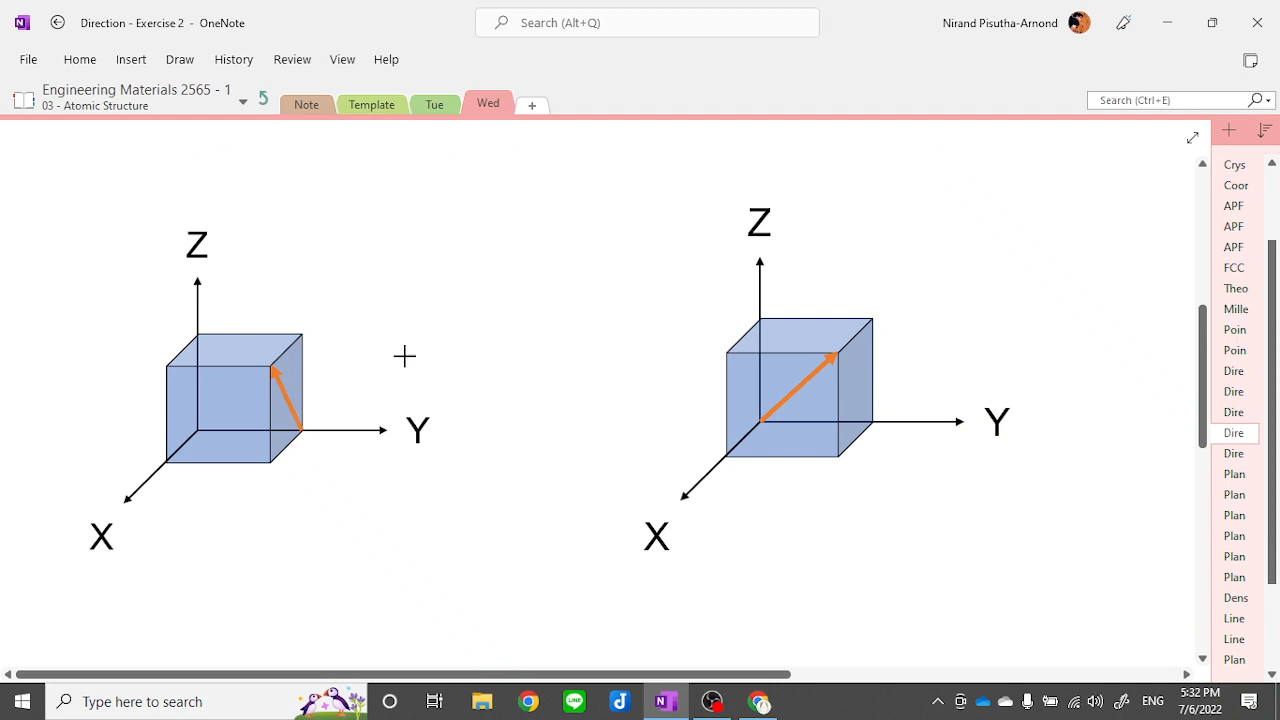 Direction - Exercise 2 - OneNote
Search (Alt+Q)
Nirand Pisutha-Arnond
File Home Insert Draw History Review View Help
Engineering Materials 2565 - 1
03 - Atomic Structure
Note Template Tue Wed
Search (Ctrl+E)
Crys
Coor
APF
APF
APF
FCC
Theo
Mille
Poin
Poin
Dire
Dire
Dire
Dire
Dire
Plan
Plan
Plan
Plan
Plan
Plan
Dens
Line
Line
Plan
Z
Y
X
Z
Y
X
Type here to search
LINE
ENG
5:32 PM
7/6/2022